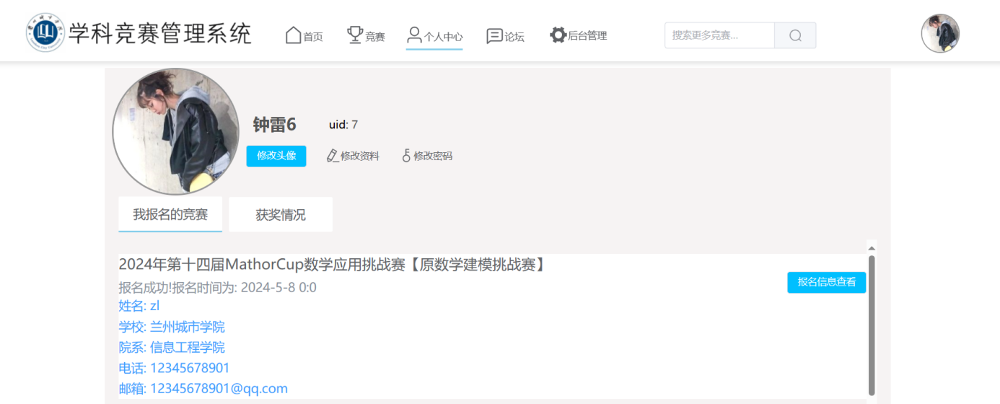 学科竞赛管理系统 首页 竞赛 个人中心 论坛 后台管理 搜索更多竞赛...
钟雷6 uid: 7
修改头像 修改资料 修改密码
我报名的竞赛 获奖情况
2024年第十四届MathorCup数学应用挑战赛【原数学建模挑战赛】
报名信息查看
报名成功!报名时间为: 2024-5-8 0:0
姓名: zl
学校: 兰州城市学院
院系: 信息工程学院
电话: 12345678901
邮箱: 12345678901@qq.com